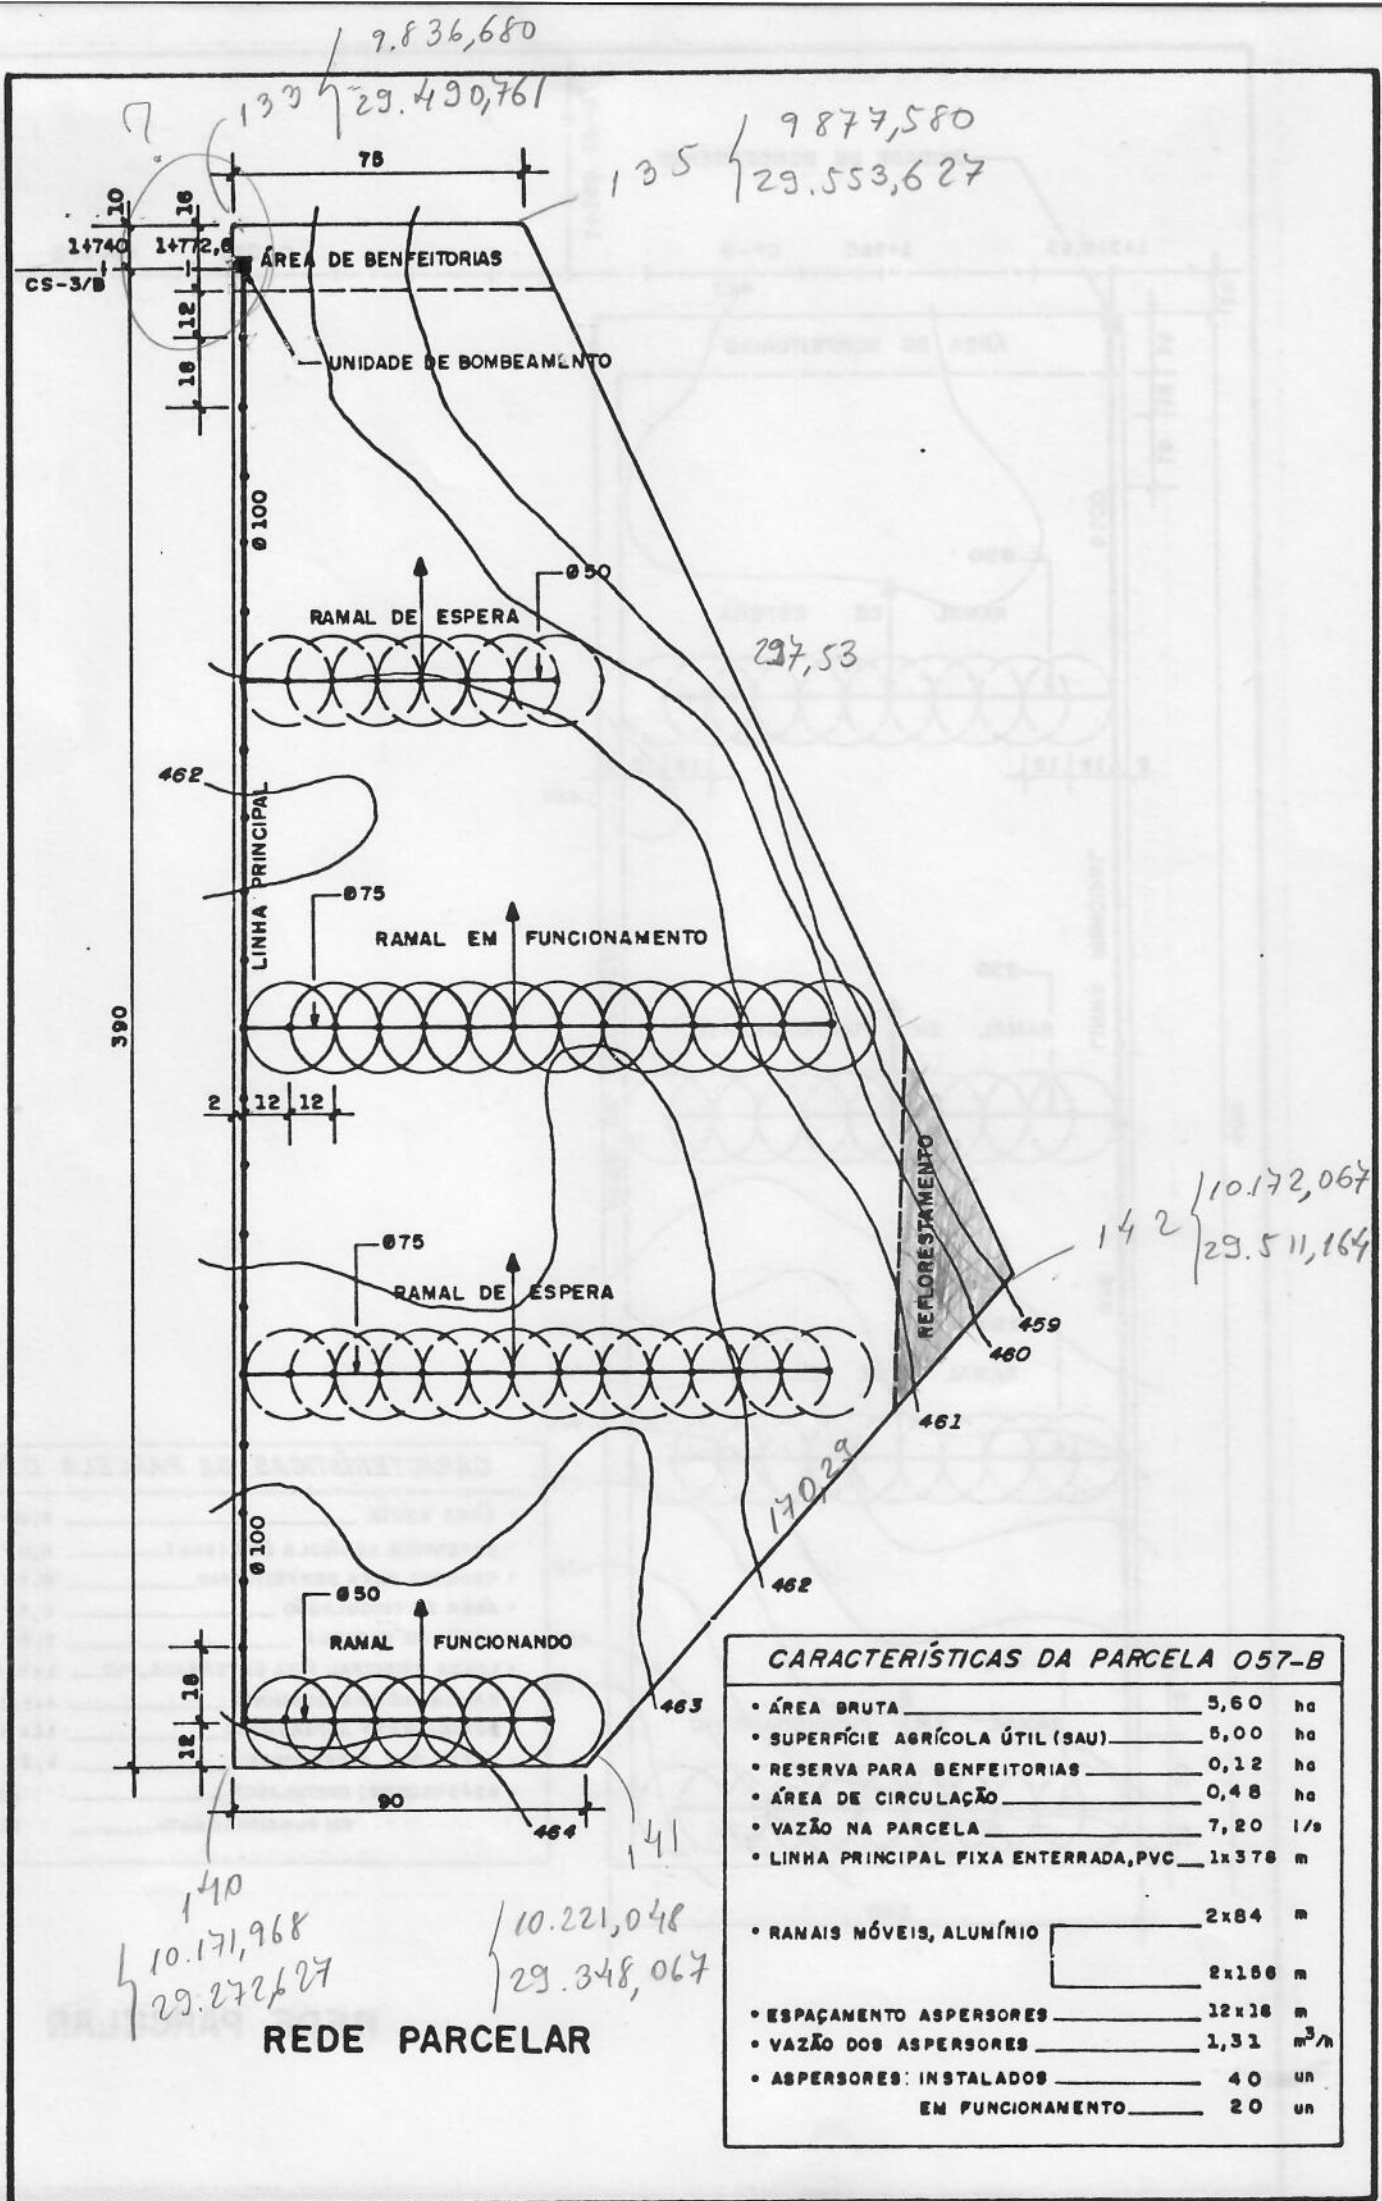 9.836,680
133 { 29.490,761
?
9877,580
135 { 29.553,627
75
10
16
1+740
1+772,6
CS-3/B
ÁREA DE BENFEITORIAS
12
UNIDADE DE BOMBEAMENTO
18
Ø100
Ø50
RAMAL DE ESPERA
297,53
462
LINHA PRINCIPAL
Ø75
RAMAL EM FUNCIONAMENTO
390
2
12
12
REFLORESTAMENTO
10.172,067
142 { 29.511,164
Ø75
RAMAL DE ESPERA
459
460
461
170,29
Ø100
462
Ø50
RAMAL FUNCIONANDO
18
463
12
90
464
141
140
10.171,968
29.272,627
10.221,048
29.348,067
REDE PARCELAR
CARACTERÍSTICAS DA PARCELA 057-B
• ÁREA BRUTA 5,60 ha
• SUPERFÍCIE AGRÍCOLA ÚTIL (SAU) 5,00 ha
• RESERVA PARA BENFEITORIAS 0,12 ha
• ÁREA DE CIRCULAÇÃO 0,48 ha
• VAZÃO NA PARCELA 7,20 l/s
• LINHA PRINCIPAL FIXA ENTERRADA, PVC 1x378 m
2x84 m
• RAMAIS MÓVEIS, ALUMÍNIO
2x156 m
• ESPAÇAMENTO ASPERSORES 12x18 m
• VAZÃO DOS ASPERSORES 1,31 m³/h
• ASPERSORES: INSTALADOS 40 un
EM FUNCIONAMENTO 20 un